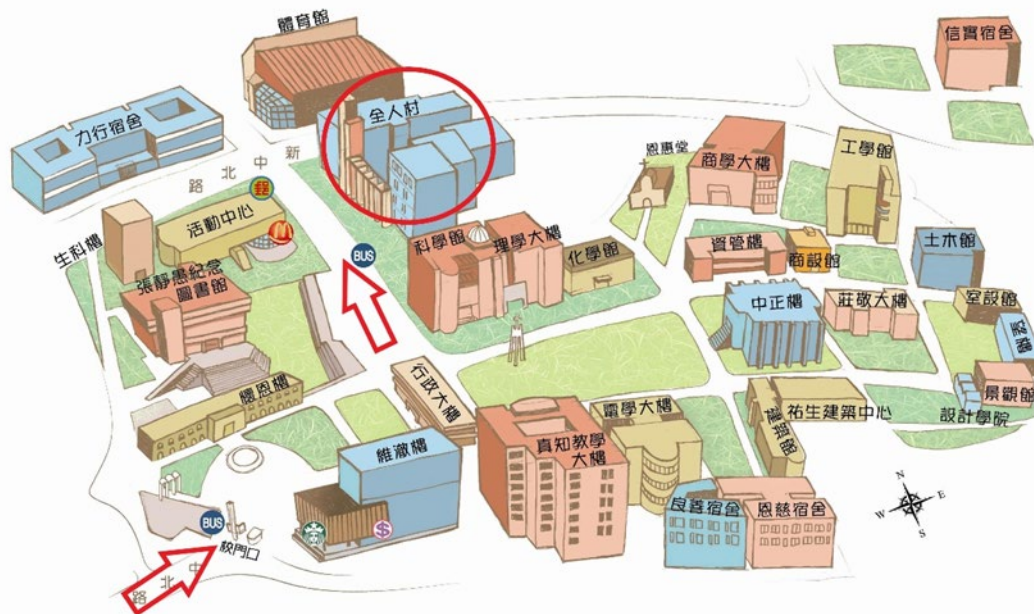 體育館
信實宿舍
全人村
力行宿舍
新中北路
郵
恩惠堂
商學大樓
工學館
活動中心
生科樓
BUS
科學館
理學大樓
化學館
資管樓
商設館
土木館
張靜愚紀念
圖書館
中正樓
莊敬大樓
室設館
景觀館
設計學院
行政大樓
電學大樓
祐生建築中心
建築館
維澈樓
真知教學
大樓
良善宿舍
恩慈宿舍
BUS
校門口
中北路
$
N
W
E
S